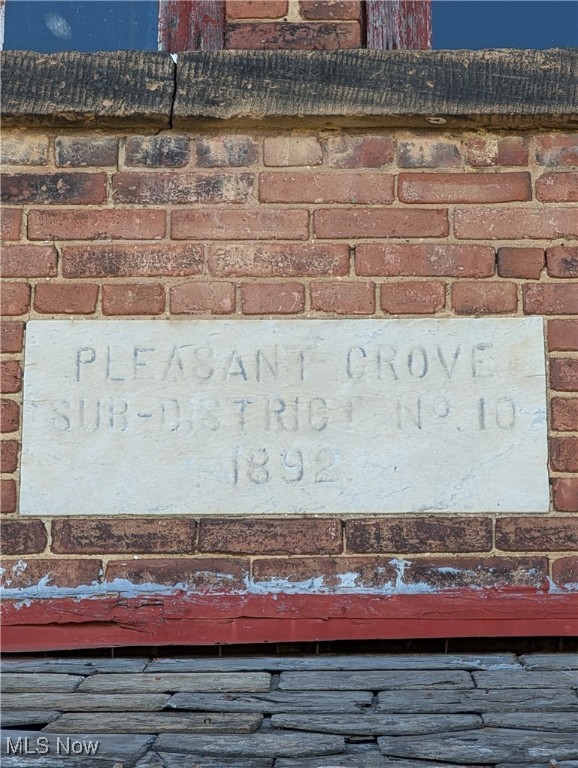 PLEASANT GROVE
SUB-DISTRICT Nº. 10
1892.
MLS Now